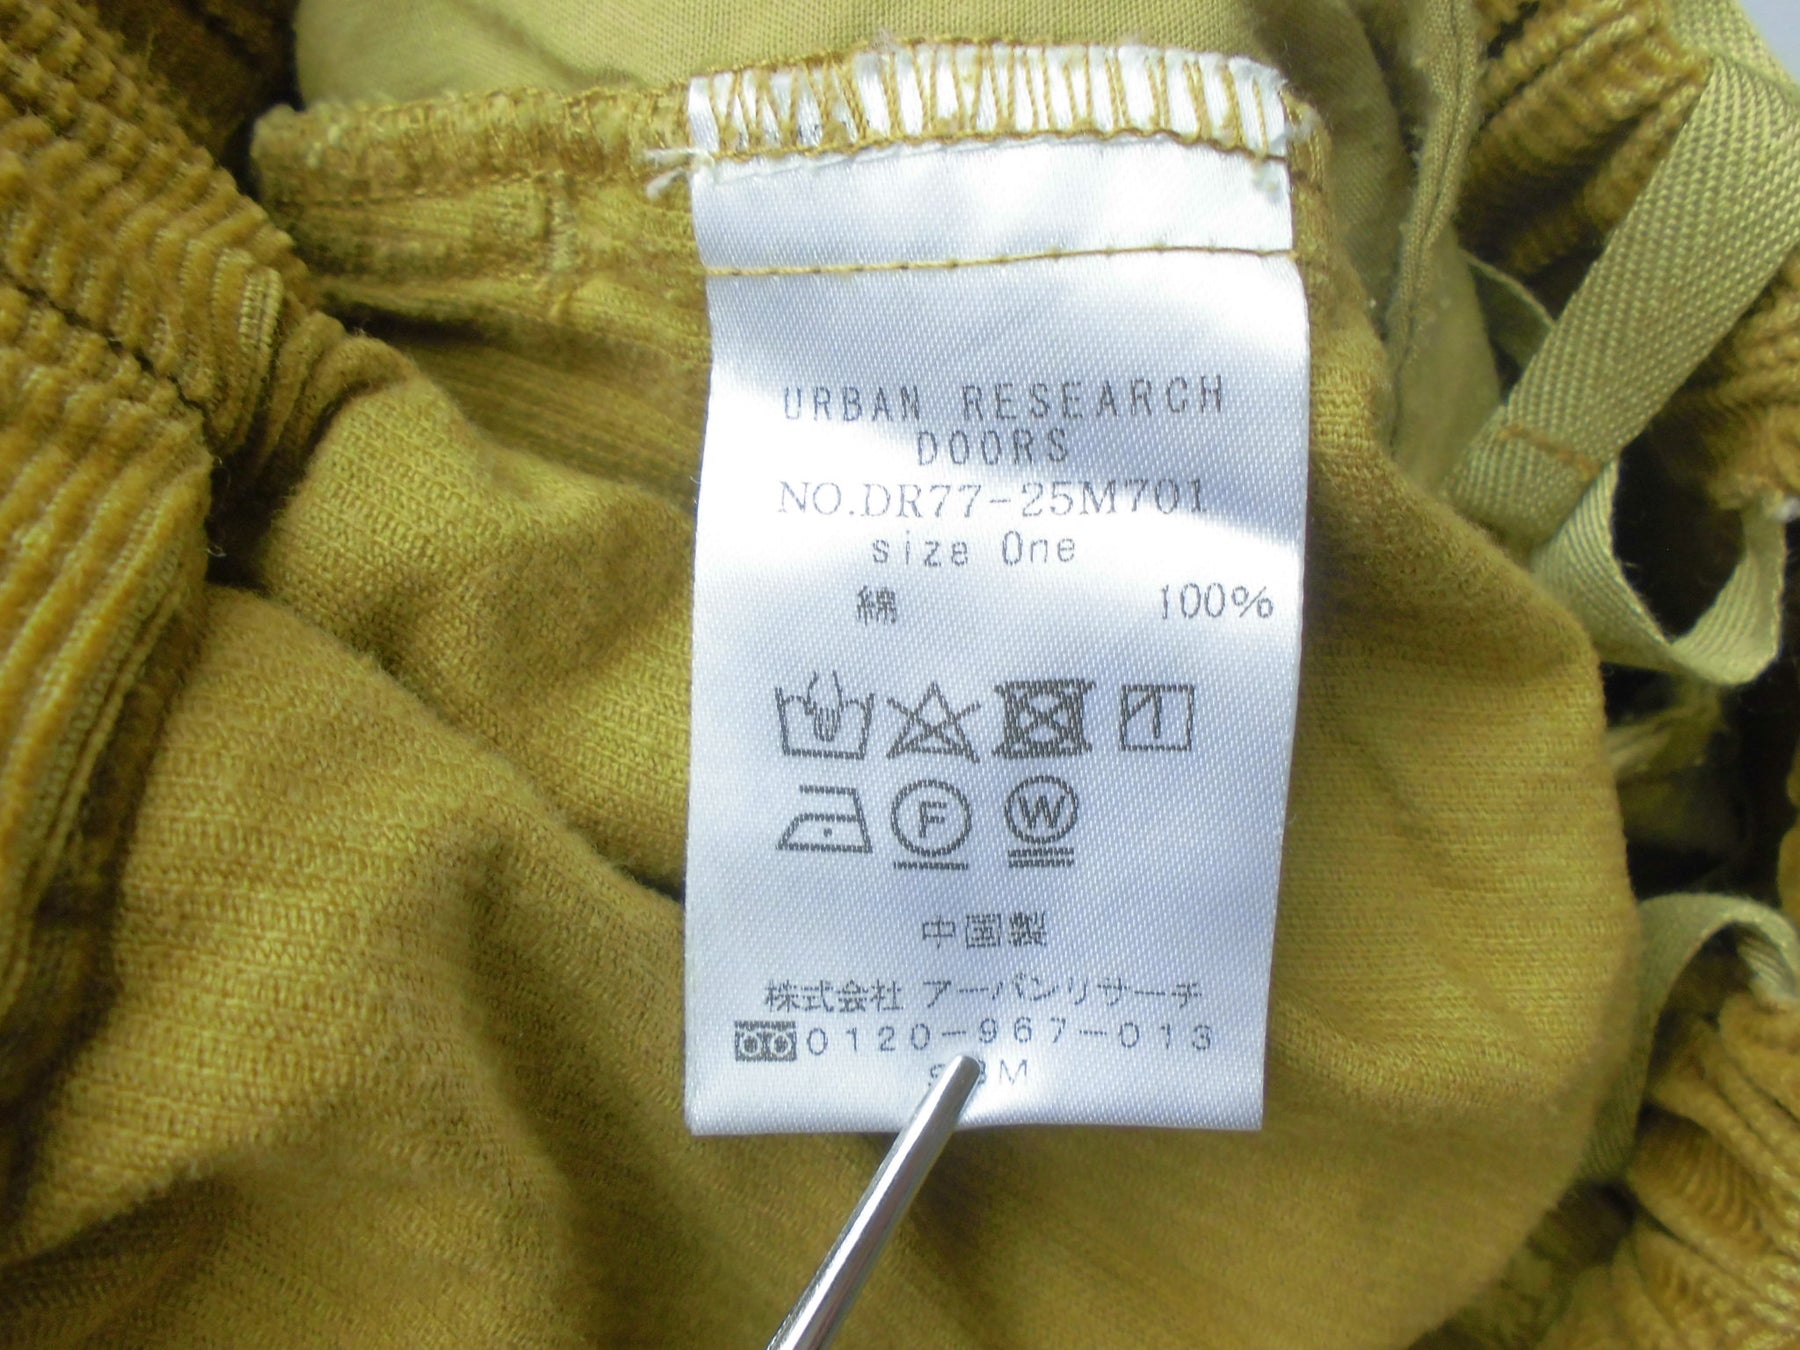 URBAN RESEARCH
DOORS
NO.DR77-25M701
size One
綿 100%
F W
中国製
株式会社 アーバンリサーチ
0120-967-013